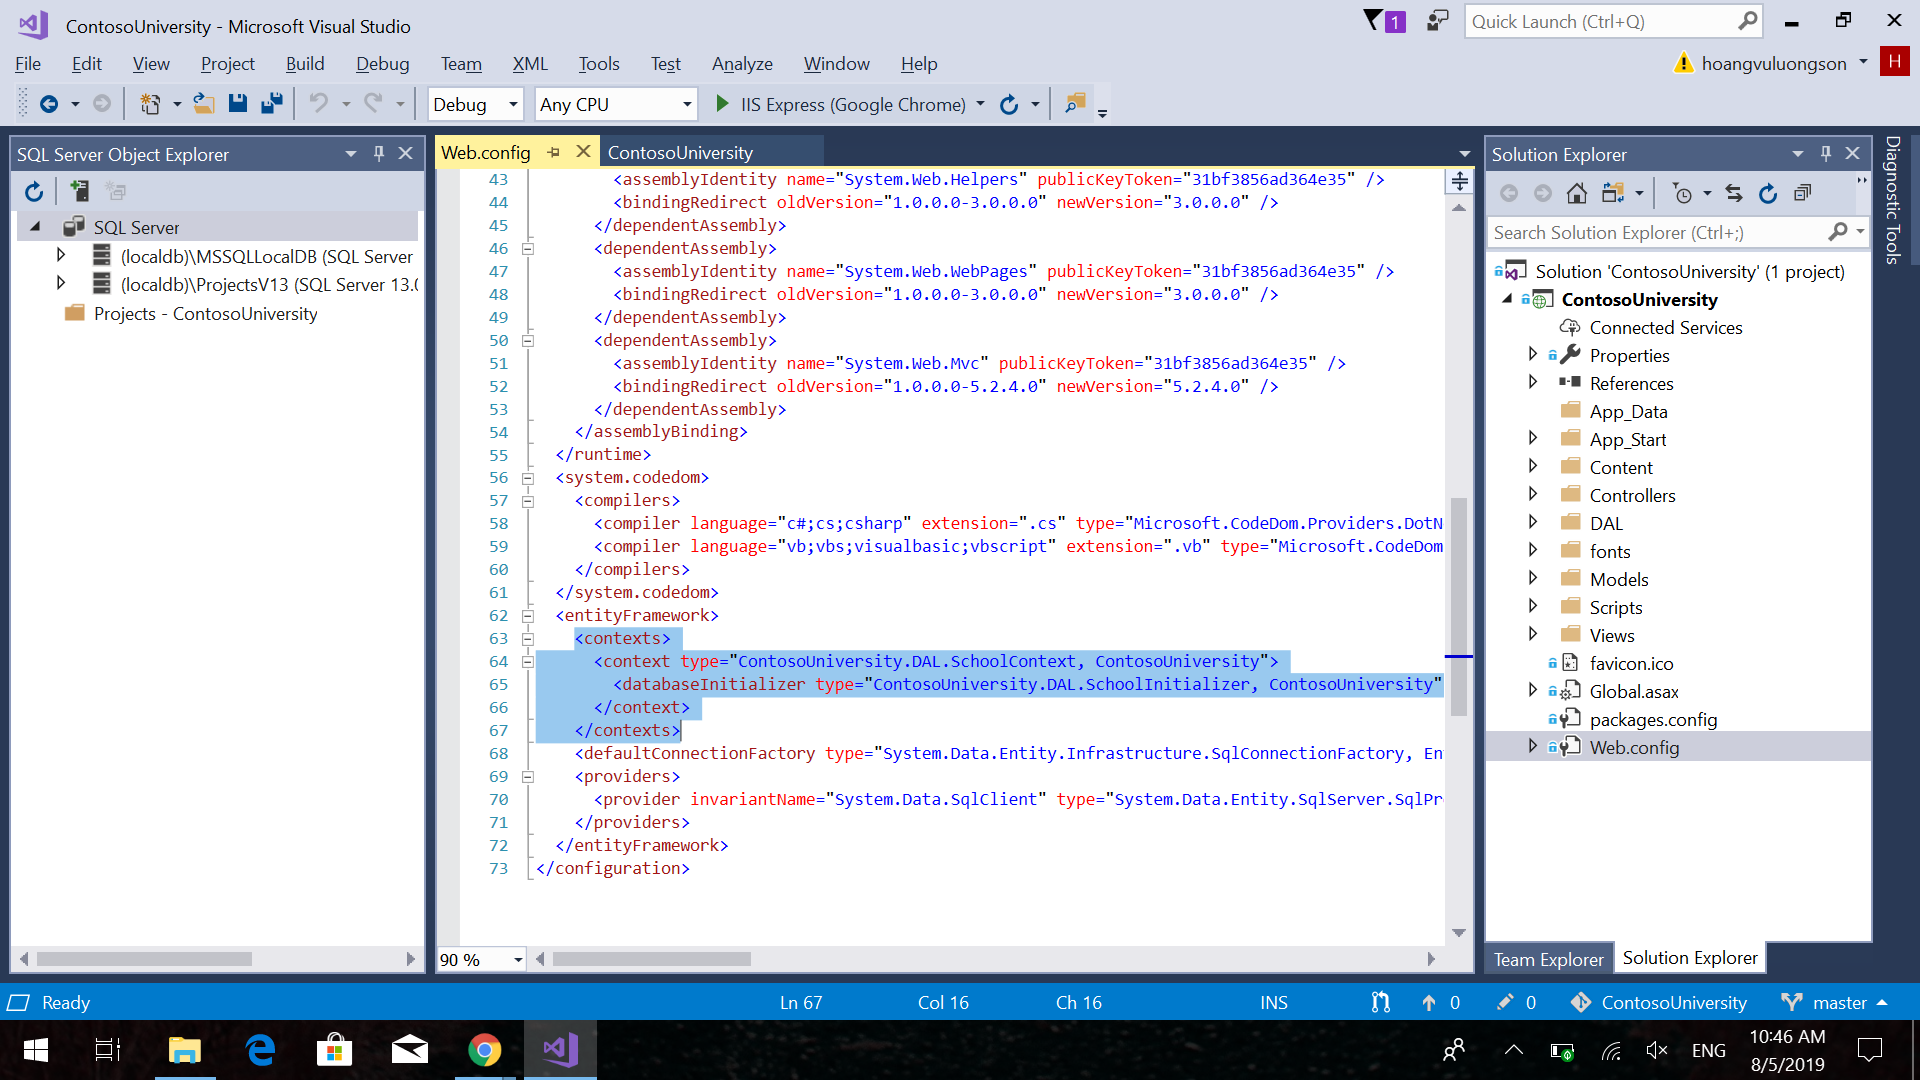 ContosoUniversity - Microsoft Visual Studio
1
Quick Launch (Ctrl+Q)
File Edit View Project Build Debug Team XML Tools Test Analyze Window Help
hoangvuluongson
H
Debug
Any CPU
IIS Express (Google Chrome)
SQL Server Object Explorer
SQL Server
(localdb)\MSSQLLocalDB (SQL Server
(localdb)\ProjectsV13 (SQL Server 13.0
Projects - ContosoUniversity
Web.config
ContosoUniversity
43 <assemblyIdentity name="System.Web.Helpers" publicKeyToken="31bf3856ad364e35" />
44 <bindingRedirect oldVersion="1.0.0.0-3.0.0.0" newVersion="3.0.0.0" />
45 </dependentAssembly>
46 <dependentAssembly>
47 <assemblyIdentity name="System.Web.WebPages" publicKeyToken="31bf3856ad364e35" />
48 <bindingRedirect oldVersion="1.0.0.0-3.0.0.0" newVersion="3.0.0.0" />
49 </dependentAssembly>
50 <dependentAssembly>
51 <assemblyIdentity name="System.Web.Mvc" publicKeyToken="31bf3856ad364e35" />
52 <bindingRedirect oldVersion="1.0.0.0-5.2.4.0" newVersion="5.2.4.0" />
53 </dependentAssembly>
54 </assemblyBinding>
55 </runtime>
56 <system.codedom>
57 <compilers>
58 <compiler language="c#;cs;csharp" extension=".cs" type="Microsoft.CodeDom.Providers.DotN
59 <compiler language="vb;vbs;visualbasic;vbscript" extension=".vb" type="Microsoft.CodeDom
60 </compilers>
61 </system.codedom>
62 <entityFramework>
63 <contexts>
64 <context type="ContosoUniversity.DAL.SchoolContext, ContosoUniversity">
65 <databaseInitializer type="ContosoUniversity.DAL.SchoolInitializer, ContosoUniversity"
66 </context>
67 </contexts>
68 <defaultConnectionFactory type="System.Data.Entity.Infrastructure.SqlConnectionFactory, En
69 <providers>
70 <provider invariantName="System.Data.SqlClient" type="System.Data.Entity.SqlServer.SqlPr
71 </providers>
72 </entityFramework>
73 </configuration>
90 %
Solution Explorer
Search Solution Explorer (Ctrl+;)
Solution 'ContosoUniversity' (1 project)
ContosoUniversity
Connected Services
Properties
References
App_Data
App_Start
Content
Controllers
DAL
fonts
Models
Scripts
Views
favicon.ico
Global.asax
packages.config
Web.config
Team Explorer
Solution Explorer
Diagnostic Tools
Ready
Ln 67
Col 16
Ch 16
INS
0
0
ContosoUniversity
master
ENG
10:46 AM
8/5/2019